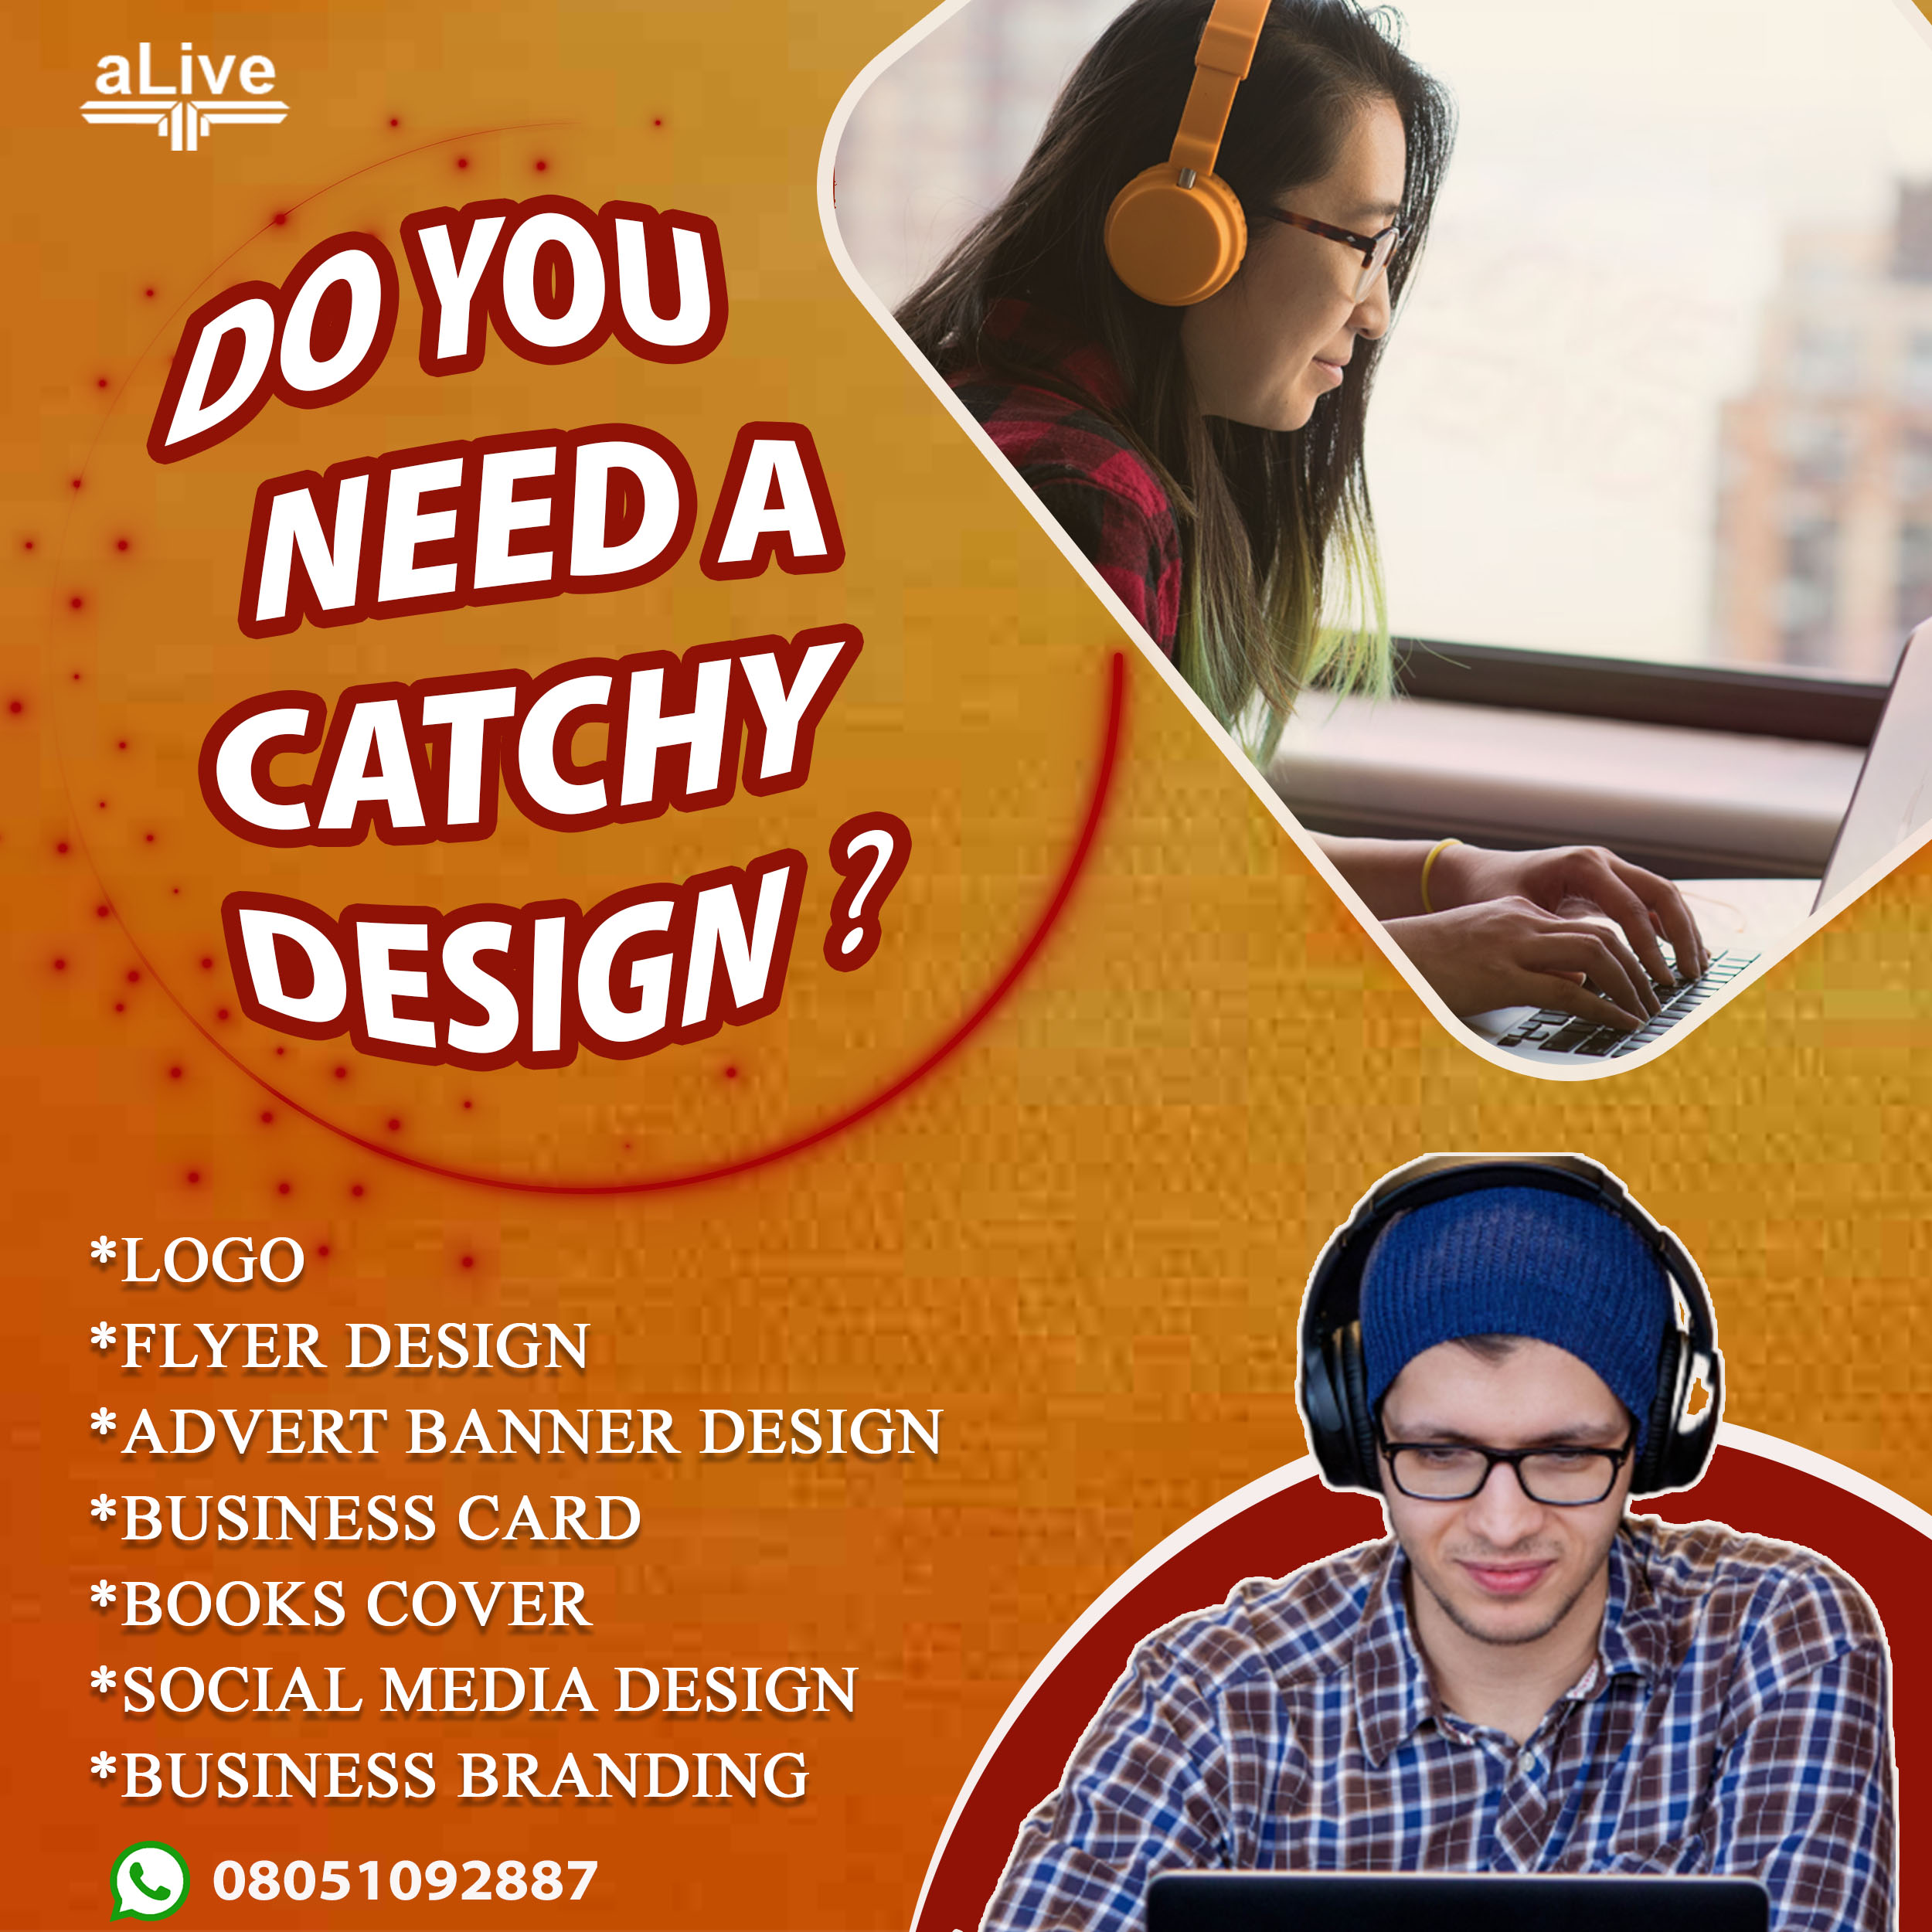 aLive
DO YOU
NEED A
CATCHY
DESIGN ?
*LOGO
*FLYER DESIGN
*ADVERT BANNER DESIGN
*BUSINESS CARD
*BOOKS COVER
*SOCIAL MEDIA DESIGN
*BUSINESS BRANDING
08051092887